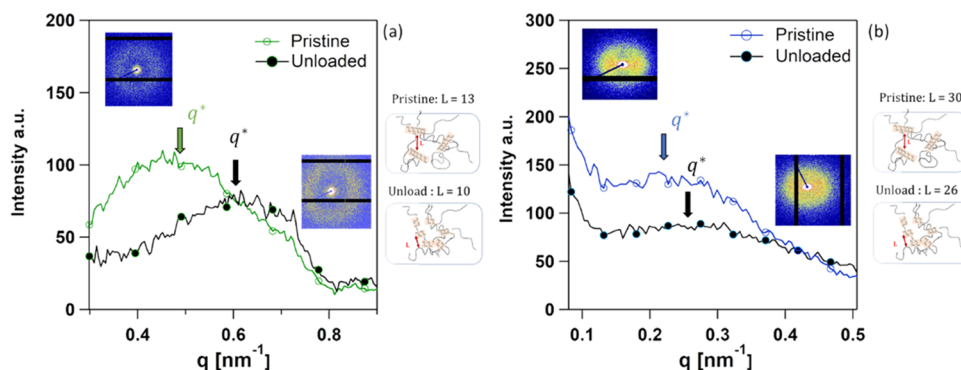 200
150
100
50
0
Intensity a.u.
0.4
0.6
0.8
q [nm⁻¹]
Pristine
Unloaded
q*
q*
(a)
Pristine: L = 13
L
Unload : L = 10
L
300
250
200
150
100
50
0
Intensity a.u.
0.1
0.2
0.3
0.4
0.5
q [nm⁻¹]
Pristine
Unloaded
q*
q*
(b)
Pristine: L = 30
L
Unload : L = 26
L